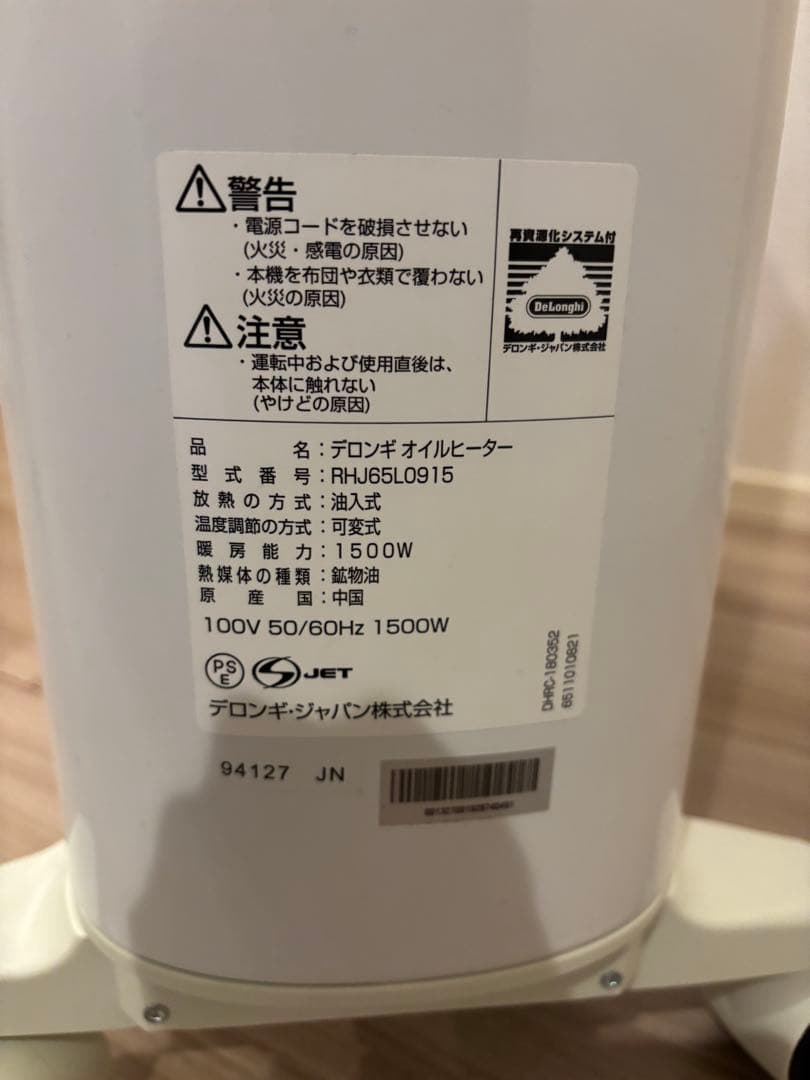 警告
・電源コードを破損させない
(火災・感電の原因)
・本機を布団や衣類で覆わない
(火災の原因)
注意
・運転中および使用直後は、
本体に触れない
(やけどの原因)
再資源化システム付
DeLonghi
デロンギ・ジャパン株式会社
品名：デロンギ オイルヒーター
型式番号：RHJ65L0915
放熱の方式：油入式
温度調節の方式：可変式
暖房能力：1500W
熱媒体の種類：鉱物油
原産国：中国
100V 50/60Hz 1500W
PSE
JET
デロンギ・ジャパン株式会社
DHRC-180352
6511010821
94127 JN